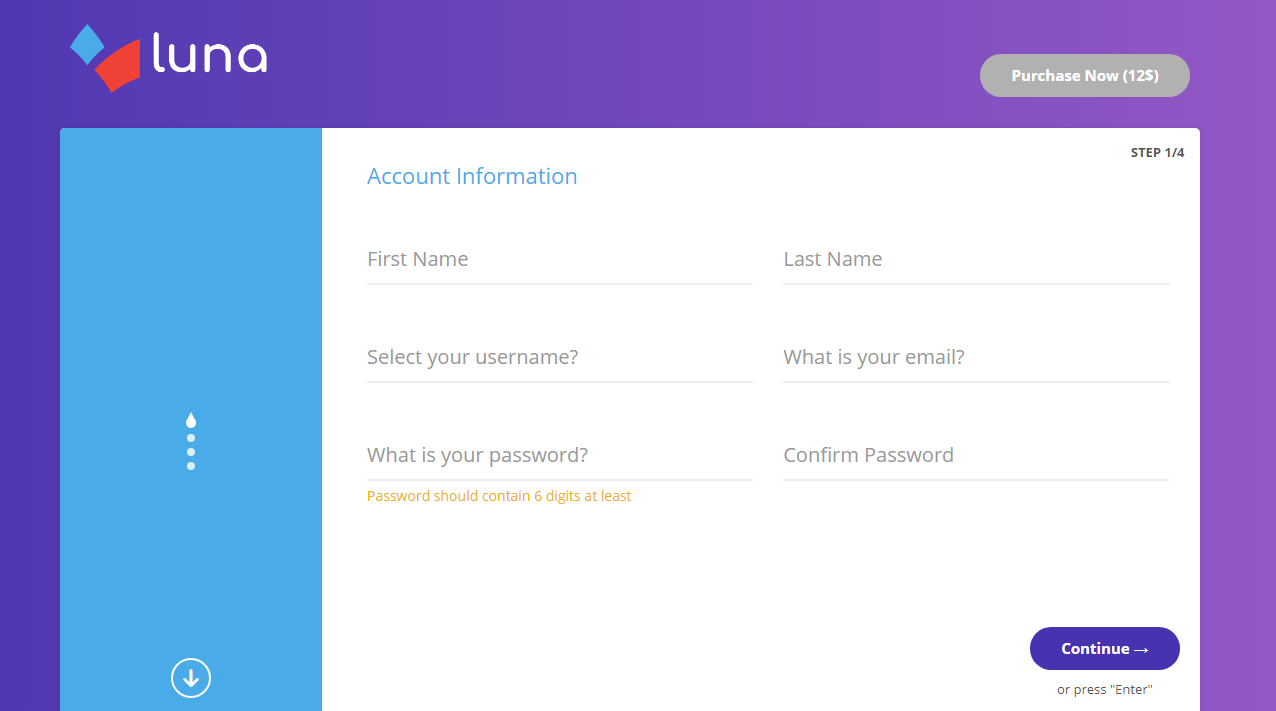 luna
Purchase Now (12$)
STEP 1/4
Account Information
First Name
Last Name
Select your username?
What is your email?
What is your password?
Confirm Password
Password should contain 6 digits at least
Continue →
or press "Enter"